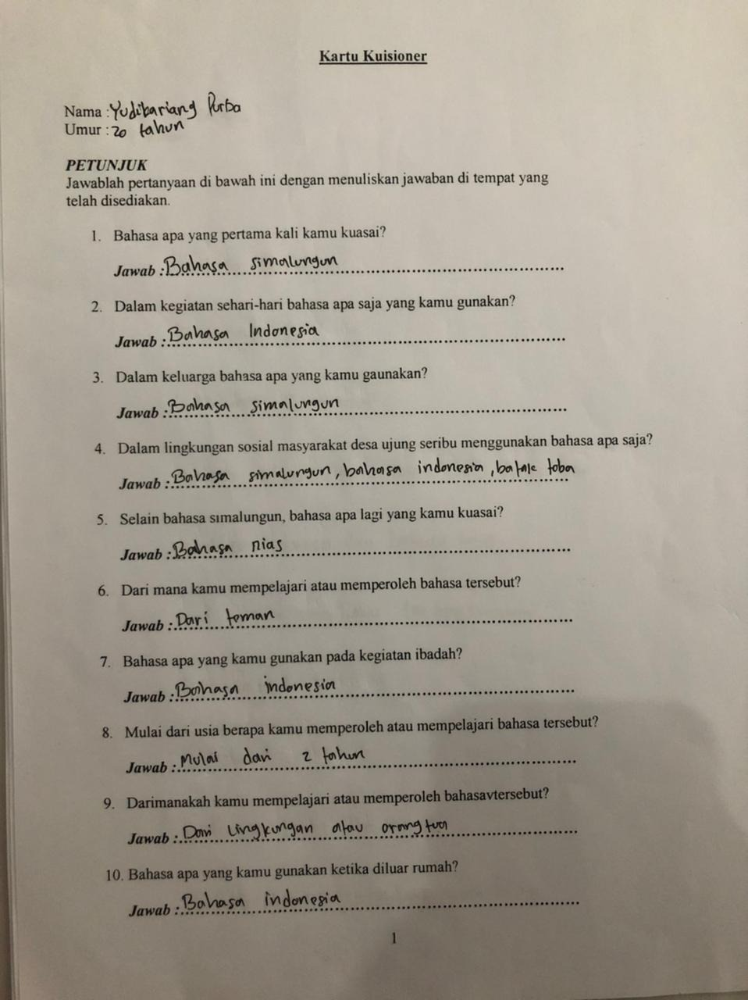 Kartu Kuisioner
Nama : Yudibariang Purba
Umur : 20 tahun
PETUNJUK
Jawablah pertanyaan di bawah ini dengan menuliskan jawaban di tempat yang
telah disediakan.
1. Bahasa apa yang pertama kali kamu kuasai?
Jawab : Bahasa simalungun
2. Dalam kegiatan sehari-hari bahasa apa saja yang kamu gunakan?
Jawab : Bahasa Indonesia
3. Dalam keluarga bahasa apa yang kamu gaunakan?
Jawab : Bahasa simalungun
4. Dalam lingkungan sosial masyarakat desa ujung seribu menggunakan bahasa apa saja?
Jawab : Bahasa simalungun, bahasa indonesia, batak toba
5. Selain bahasa simalungun, bahasa apa lagi yang kamu kuasai?
Jawab : Bahasa nias
6. Dari mana kamu mempelajari atau memperoleh bahasa tersebut?
Jawab : Dari teman
7. Bahasa apa yang kamu gunakan pada kegiatan ibadah?
Jawab : Bahasa indonesia
8. Mulai dari usia berapa kamu memperoleh atau mempelajari bahasa tersebut?
Jawab : Mulai dari 2 tahun
9. Darimanakah kamu mempelajari atau memperoleh bahasavtersebut?
Jawab : Dari lingkungan atau orang tua
10. Bahasa apa yang kamu gunakan ketika diluar rumah?
Jawab : Bahasa indonesia
1